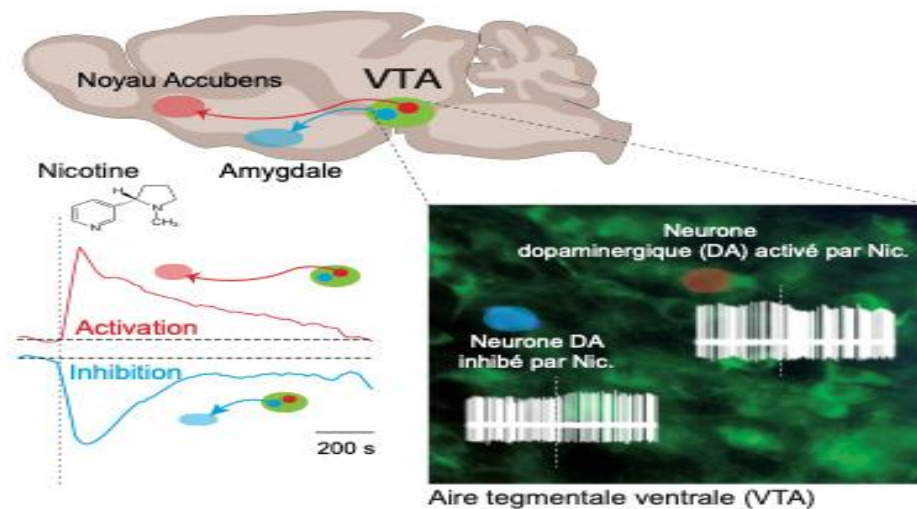 Noyau Accubens
VTA
Amygdale
Nicotine
H
N
CH₃
N
Activation
Inhibition
200 s
Neurone
dopaminergique (DA) activé par Nic.
Neurone DA
inhibé par Nic.
Aire tegmentale ventrale (VTA)